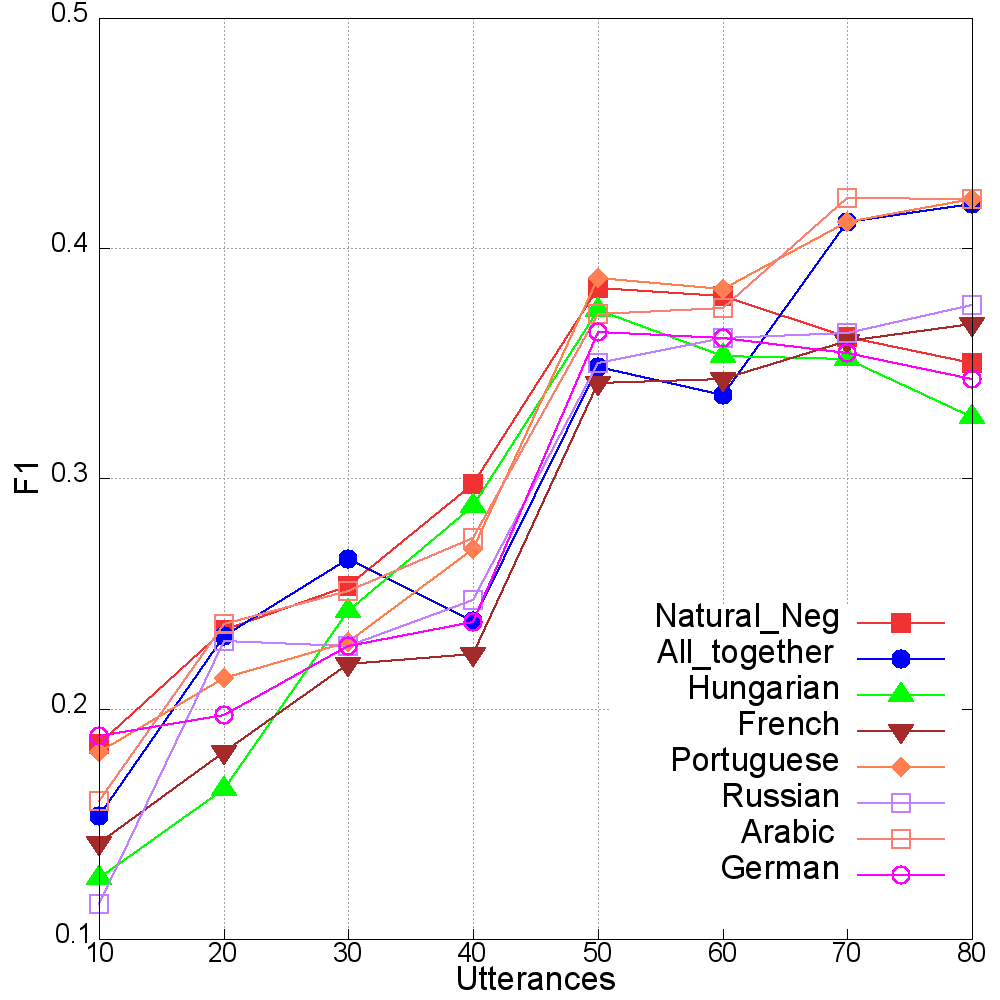 0.5
0.4
0.3
0.2
0.1
F1
Natural_Neg
All_together
Hungarian
French
Portuguese
Russian
Arabic
German
10 20 30 40 50 60 70 80
Utterances